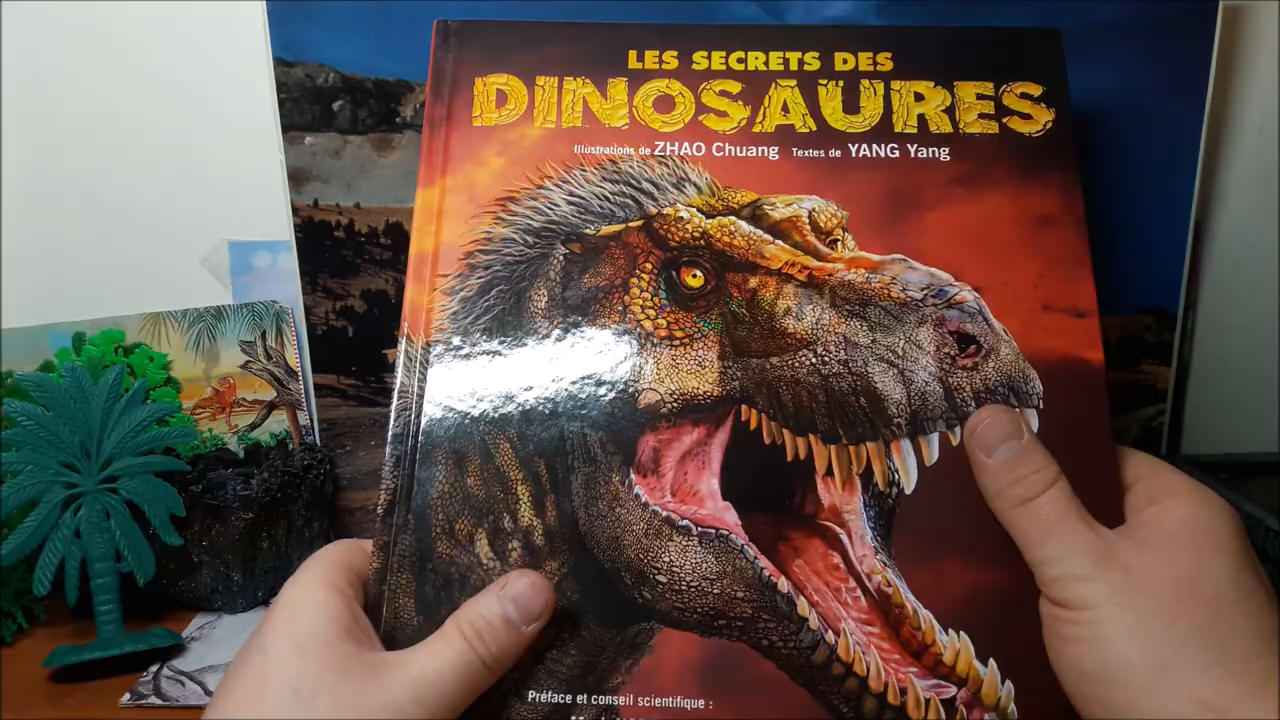 LES SECRETS DES
DINOSAURES
Illustrations de ZHAO Chuang Textes de YANG Yang
Préface et conseil scientifique :